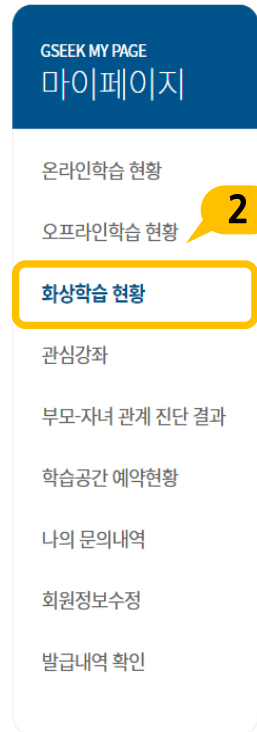 GSEEK MY PAGE
마이페이지
온라인학습 현황
2
오프라인학습 현황
화상학습 현황
관심강좌
부모-자녀 관계 진단 결과
학습공간 예약현황
나의 문의내역
회원정보수정
발급내역 확인